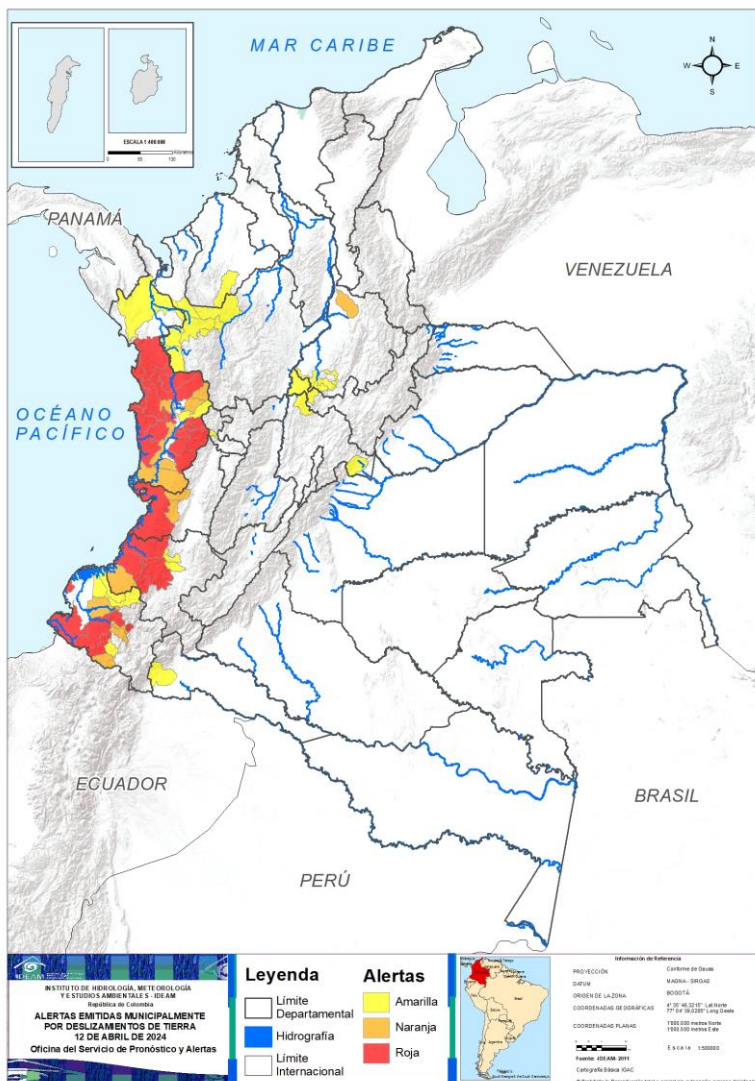 MAR CARIBE
N
W
E
S
ESCALA 1:400.000
PANAMÁ
VENEZUELA
OCÉANO
PACÍFICO
ECUADOR
BRASIL
PERÚ
IDEAM
INSTITUTO DE HIDROLOGÍA, METEOROLOGÍA
Y ESTUDIOS AMBIENTALES - IDEAM
República de Colombia
ALERTAS EMITIDAS MUNICIPALMENTE
POR DESLIZAMIENTOS DE TIERRA
12 DE ABRIL DE 2024
Oficina del Servicio de Pronóstico y Alertas
Leyenda
Límite
Departamental
Hidrografía
Límite
Internacional
Alertas
Amarilla
Naranja
Roja
Información de Referencia
PROYECCIÓN Conforme de Gauss
DATUM MAGNA - SIRGAS
ORIGEN DE LA ZONA BOGOTÁ
COORDENADAS GEOGRÁFICAS
COORDENADAS PLANAS 1'000.000 metros Norte
1'000.000 metros Este
Fuente: IDEAM- 2011
Cartografía Básica IGAC